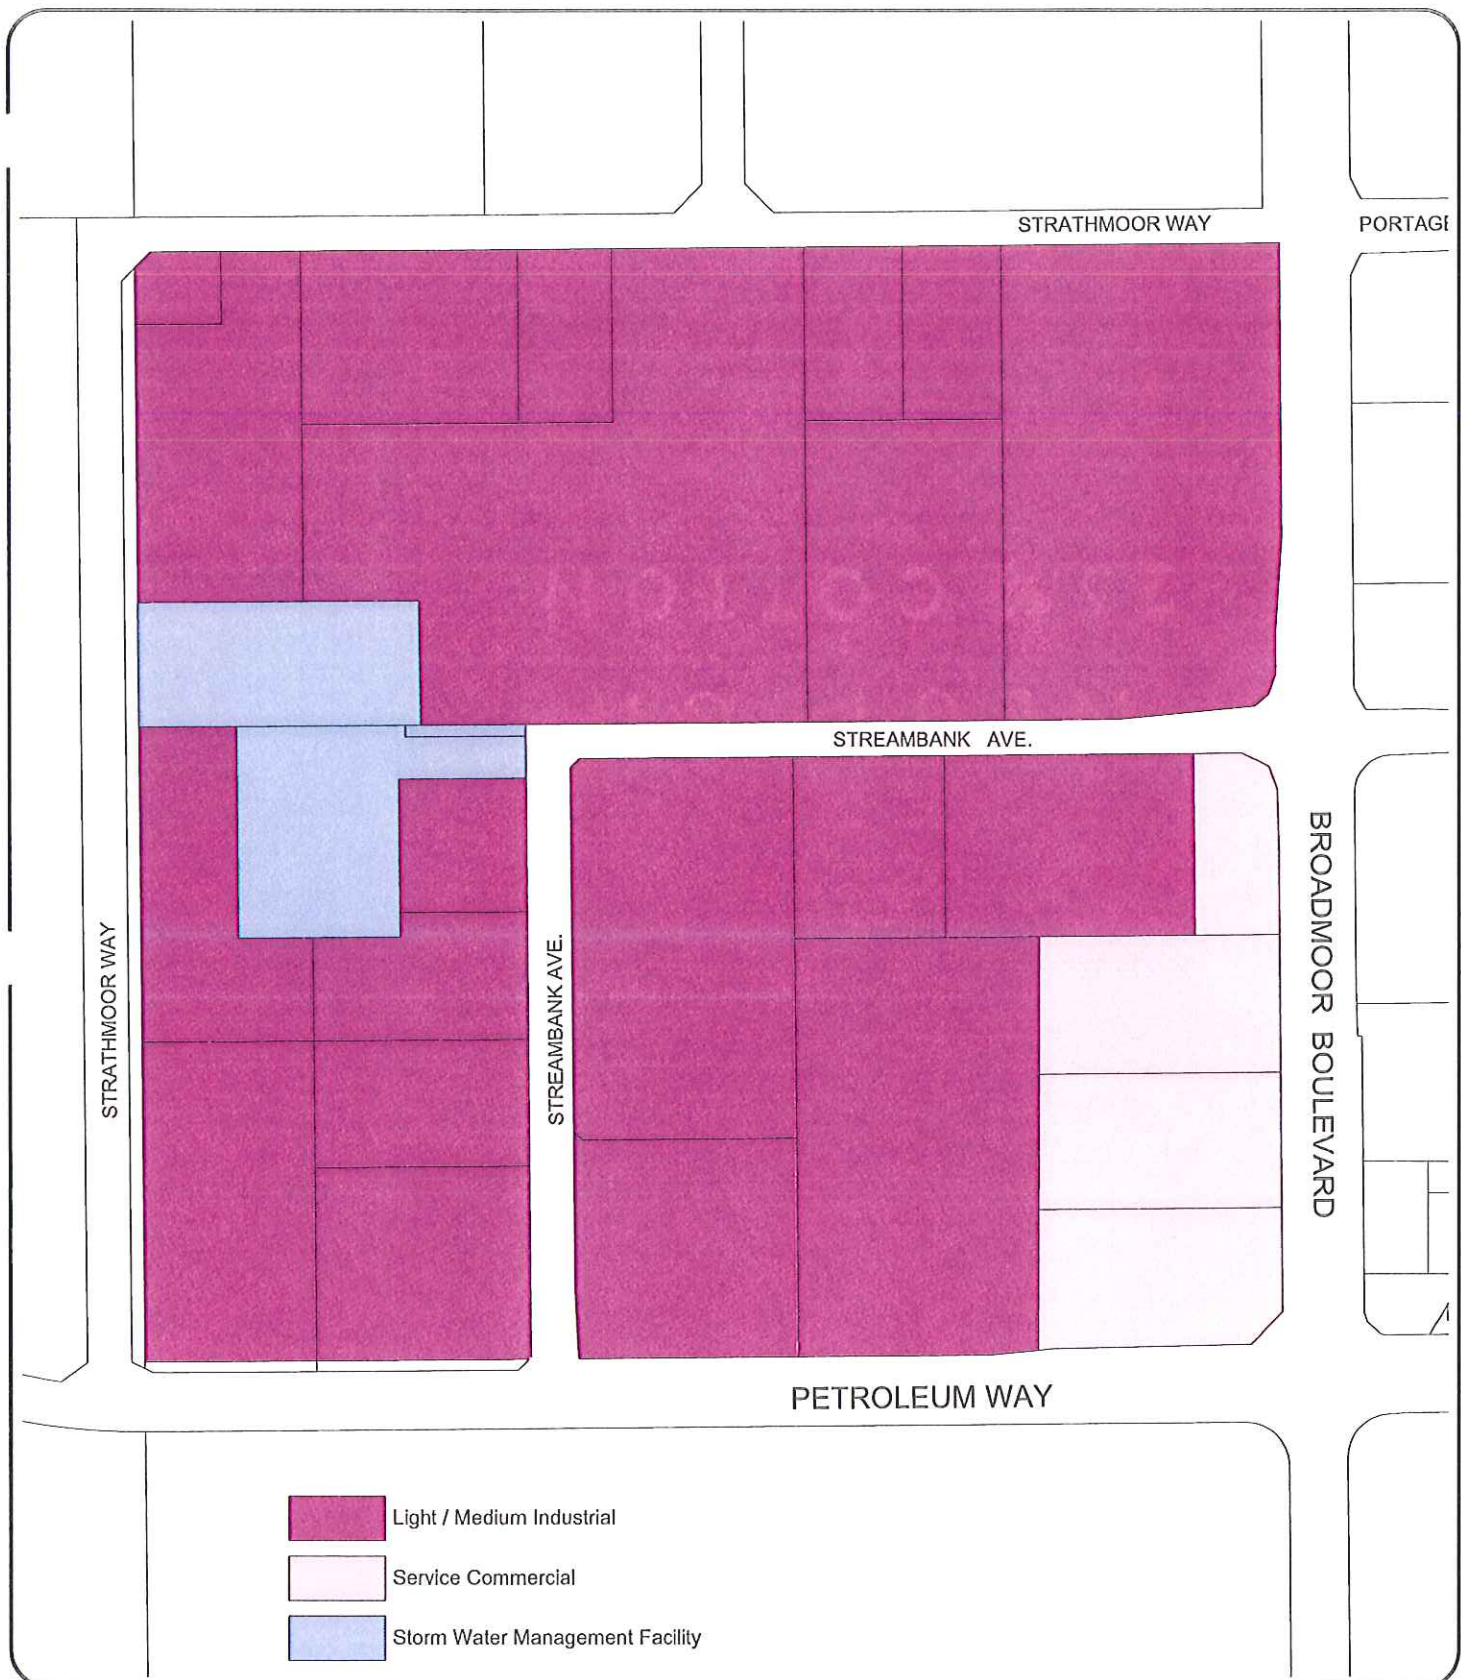 STRATHMOOR WAY
PORTAGE
STREAMBANK AVE.
BROADMOOR BOULEVARD
STRATHMOOR WAY
STREAMBANK AVE.
PETROLEUM WAY
Light / Medium Industrial
Service Commercial
Storm Water Management Facility